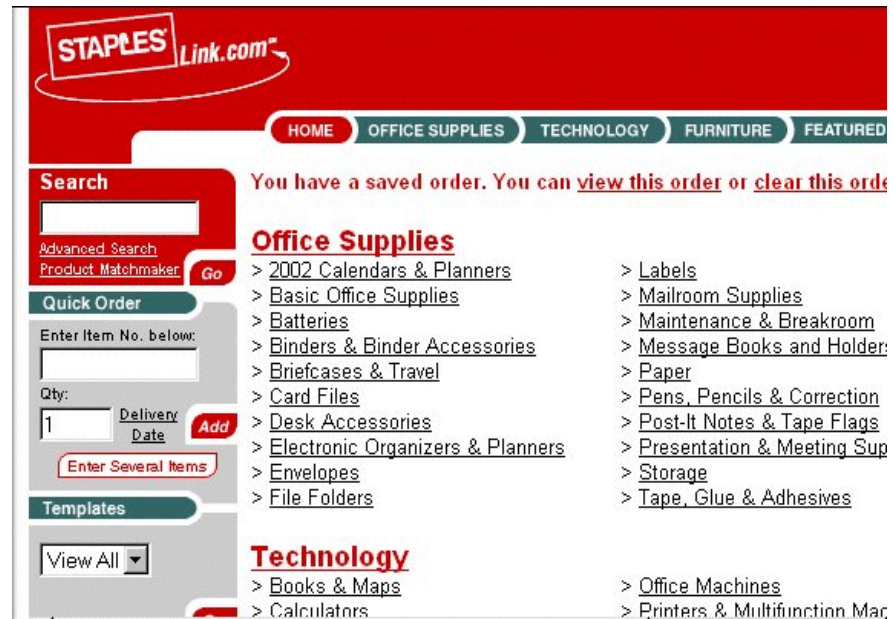 STAPLES Link.com℠
HOME OFFICE SUPPLIES TECHNOLOGY FURNITURE FEATURED
Search
Advanced Search
Product Matchmaker Go
Quick Order
Enter Item No. below:
Qty:
1 Delivery Date Add
Enter Several Items
Templates
View All
You have a saved order. You can view this order or clear this orde
Office Supplies
> 2002 Calendars & Planners
> Basic Office Supplies
> Batteries
> Binders & Binder Accessories
> Briefcases & Travel
> Card Files
> Desk Accessories
> Electronic Organizers & Planners
> Envelopes
> File Folders
> Labels
> Mailroom Supplies
> Maintenance & Breakroom
> Message Books and Holders
> Paper
> Pens, Pencils & Correction
> Post-It Notes & Tape Flags
> Presentation & Meeting Sup
> Storage
> Tape, Glue & Adhesives
Technology
> Books & Maps
> Calculators
> Office Machines
> Printers & Multifunction Mac